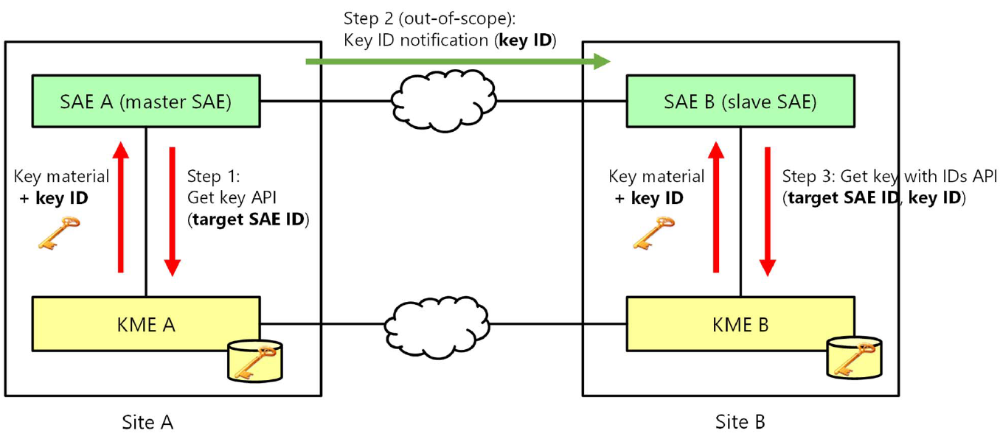 Step 2 (out-of-scope):
Key ID notification (key ID)
SAE A (master SAE)
SAE B (slave SAE)
Key material
+ key ID
Step 1:
Get key API
(target SAE ID)
Key material
+ key ID
Step 3: Get key with IDs API
(target SAE ID, key ID)
KME A
KME B
Site A
Site B